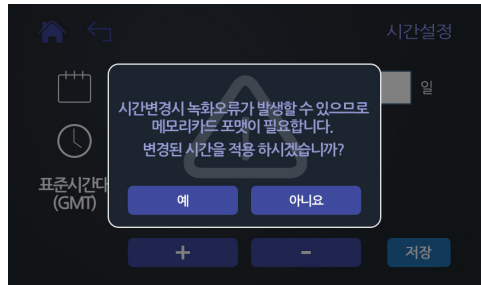 시간설정
일
시간변경시 녹화오류가 발생할 수 있으므로
메모리카드 포맷이 필요합니다.
변경된 시간을 적용 하시겠습니까?
표준시간대
(GMT)
예 아니요
+ -
저장